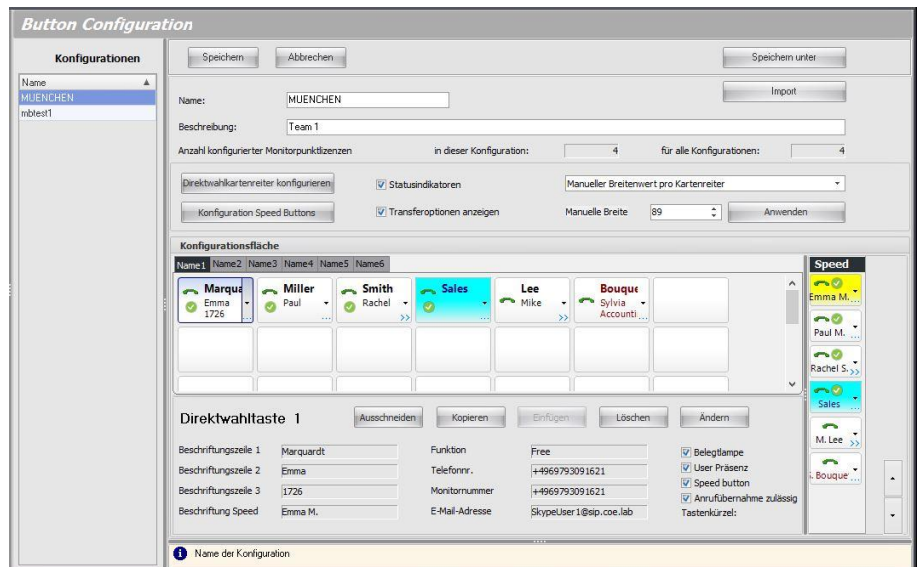 Button Configuration
Konfigurationen
Name
MUENCHEN
mbtest1
Speichern Abbrechen Speichern unter
Import
Name: MUENCHEN
Beschreibung: Team 1
Anzahl konfigurierter Monitorpunktlizenzen in dieser Konfiguration: 4 für alle Konfigurationen: 4
Direktwahlkartenreiter konfigurieren Statusindikatoren Manueller Breitenwert pro Kartenreiter
Konfiguration Speed Buttons Transferoptionen anzeigen Manuelle Breite 89 Anwenden
Konfigurationsfläche
Name1 Name2 Name3 Name4 Name5 Name6
Marqua Miller Smith Sales Lee Bouque
Emma Paul Rachel Mike Sylvia
1726 ... ... >> ... >> Accounti ...
Speed
Emma M. ...
Paul M. ...
Rachel S. >>
Sales ...
M. Lee >>
. Bouque ...
Direktwahltaste 1 Ausschneiden Kopieren Einfügen Löschen Ändern
Beschriftungszeile 1 Marquardt Funktion Free Belegtlampe
Beschriftungszeile 2 Emma Telefonnr. +4969793091621 User Präsenz
Beschriftungszeile 3 1726 Monitornummer +4969793091621 Speed button
Beschriftung Speed Emma M. E-Mail-Adresse SkypeUser1@sip.coe.lab Anrufübernahme zulässig
Tastenkürzel:
Name der Konfiguration